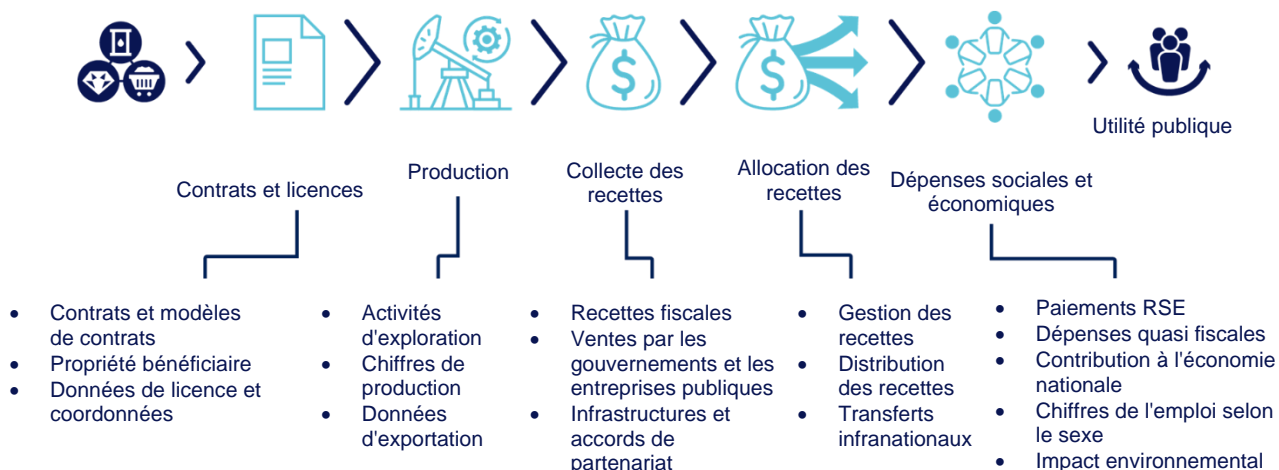 Utilité publique
Contrats et licences
Production
Collecte des
recettes
Allocation des
recettes
Dépenses sociales et
économiques
• Contrats et modèles
de contrats
• Propriété bénéficiaire
• Données de licence et
coordonnées
• Activités
d'exploration
• Chiffres de
production
• Données
d'exportation
• Recettes fiscales
• Ventes par les
gouvernements et les
entreprises publiques
• Infrastructures et
accords de
partenariat
• Gestion des
recettes
• Distribution
des recettes
• Transferts
infranationaux
• Paiements RSE
• Dépenses quasi fiscales
• Contribution à l'économie
nationale
• Chiffres de l'emploi selon
le sexe
• Impact environnemental
$
$